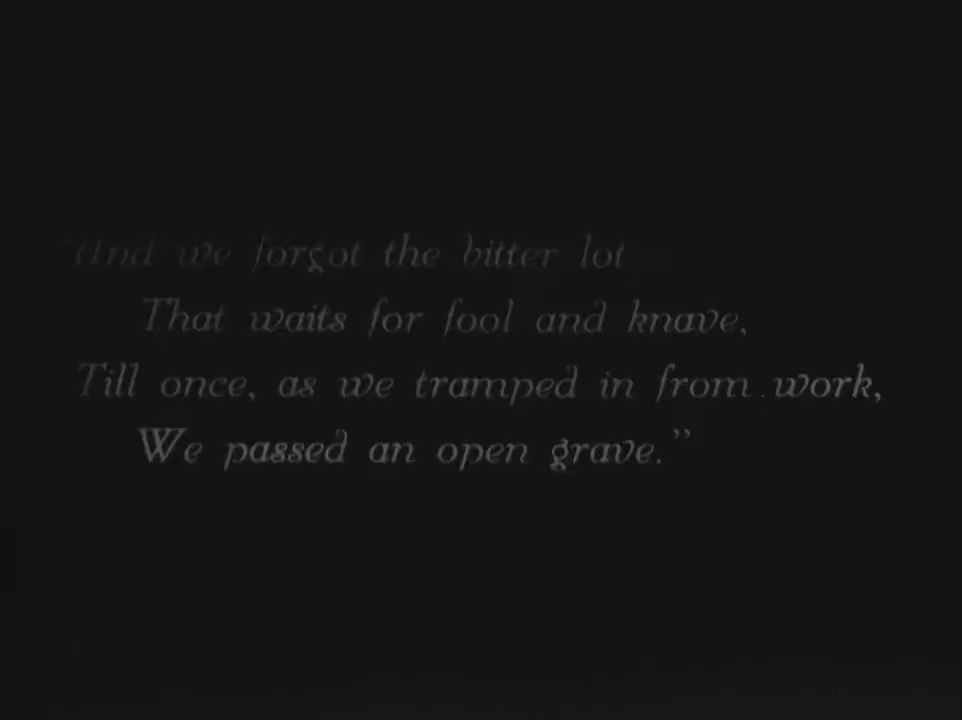 "And we forgot the bitter lot
That waits for fool and knave,
Till once, as we tramped in from work,
We passed an open grave."